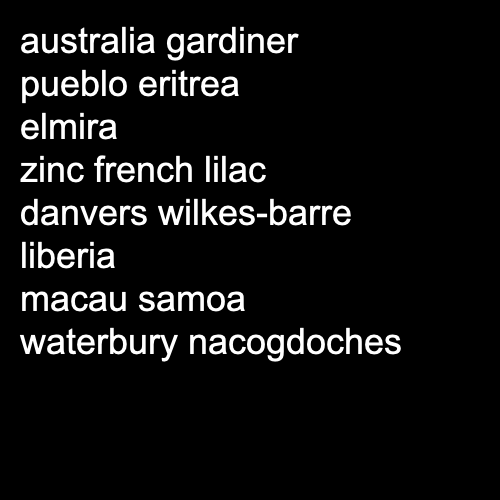 australia gardiner
pueblo eritrea
elmira
zinc french lilac
danvers wilkes-barre
liberia
macau samoa
waterbury nacogdoches